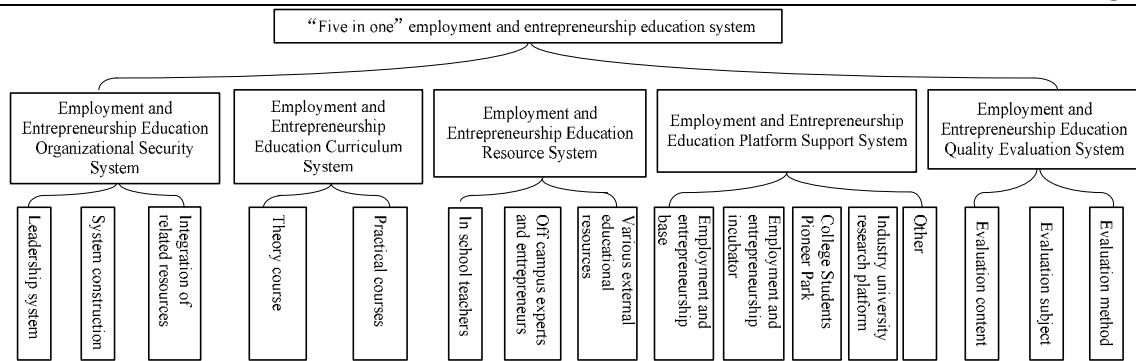 “Five in one” employment and entrepreneurship education system
Employment and
Entrepreneurship Education
Organizational Security
System
Employment and
Entrepreneurship
Education Curriculum
System
Employment and
Entrepreneurship Education
Resource System
Employment and Entrepreneurship
Education Platform Support System
Employment and
Entrepreneurship Education
Quality Evaluation System
Leadership system
System construction
Integration of
related resources
Theory course
Practical courses
In school teachers
Off campus experts
and entrepreneurs
Various external
educational
resources
Employment and
entrepreneurship
base
Employment and
entrepreneurship
incubator
College Students
Pioneer Park
Industry university
research platform
Other
Evaluation content
Evaluation subject
Evaluation method